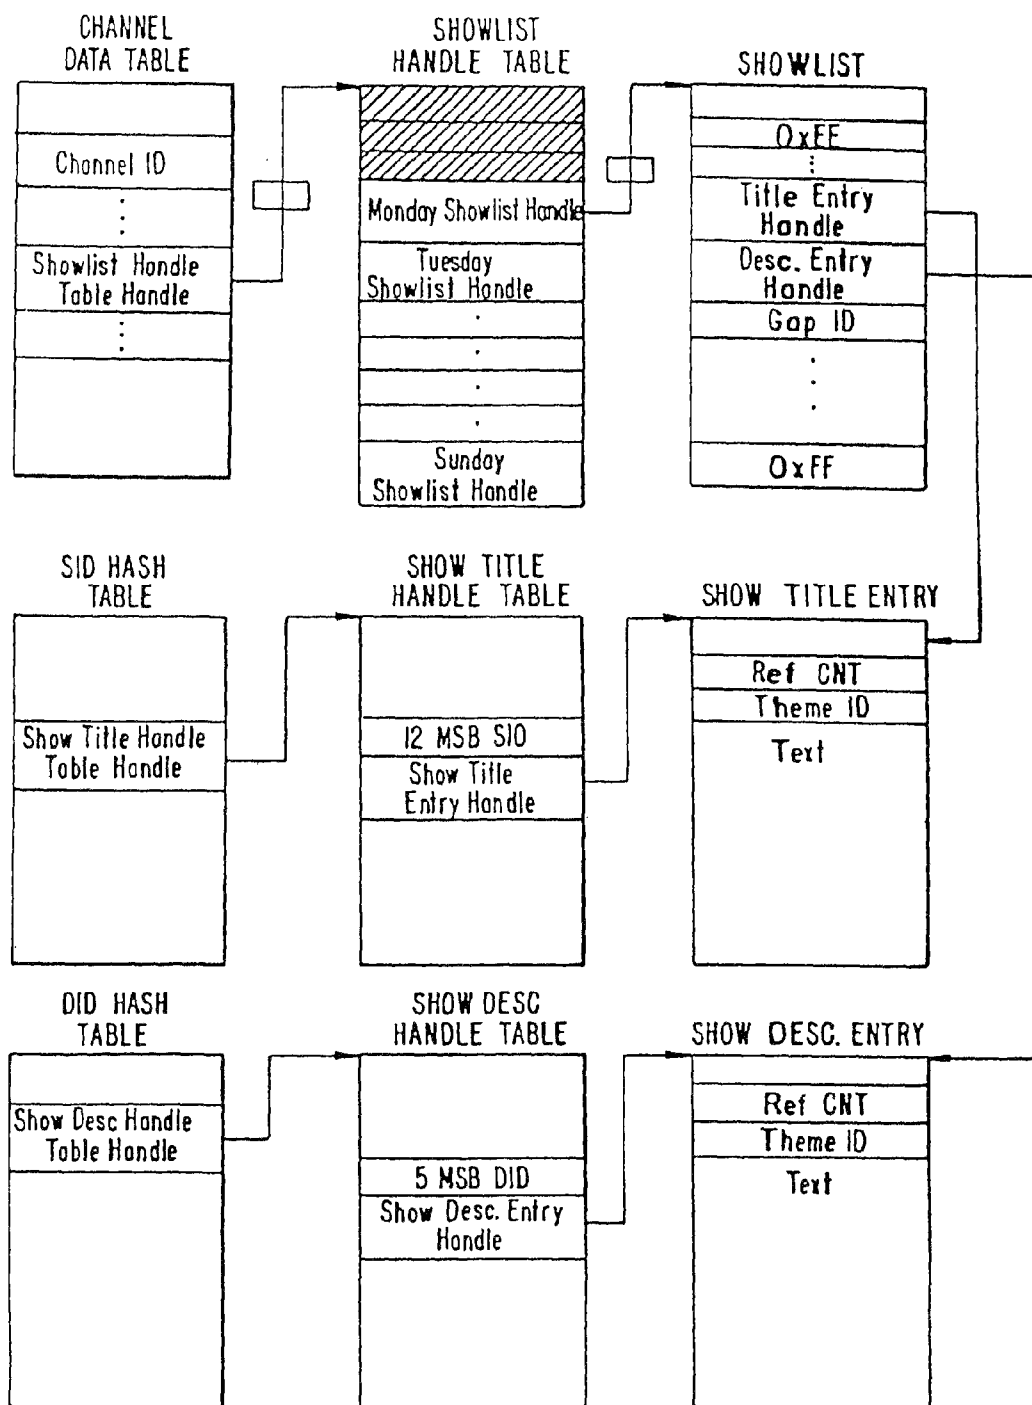 CHANNEL
DATA TABLE
Channel ID
Showlist Handle
Table Handle
SHOWLIST
HANDLE TABLE
Monday Showlist Handle
Tuesday
Showlist Handle
Sunday
Showlist Handle
SHOWLIST
0xFF
Title Entry
Handle
Desc. Entry
Handle
Gap ID
0xFF
SID HASH
TABLE
Show Title Handle
Table Handle
SHOW TITLE
HANDLE TABLE
12 MSB SID
Show Title
Entry Handle
SHOW TITLE ENTRY
Ref CNT
Theme ID
Text
DID HASH
TABLE
Show Desc Handle
Table Handle
SHOW DESC
HANDLE TABLE
5 MSB DID
Show Desc. Entry
Handle
SHOW DESC. ENTRY
Ref CNT
Theme ID
Text